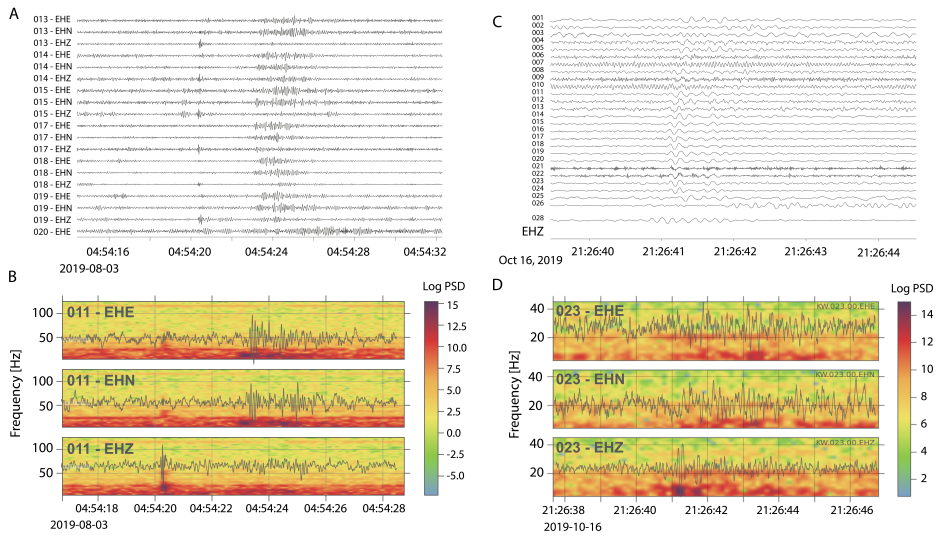 A
013 - EHE
013 - EHN
013 - EHZ
014 - EHE
014 - EHN
014 - EHZ
015 - EHE
015 - EHN
015 - EHZ
017 - EHE
017 - EHN
017 - EHZ
018 - EHE
018 - EHN
018 - EHZ
019 - EHE
019 - EHN
019 - EHZ
020 - EHE
04:54:16 04:54:20 04:54:24 04:54:28 04:54:32
2019-08-03
C
001
002
003
004
005
006
007
008
009
010
011
012
013
014
015
016
017
018
019
020
021
022
023
024
025
026
028
EHZ
21:26:40 21:26:41 21:26:42 21:26:43 21:26:44
Oct 16, 2019
B
Log PSD
Frequency [Hz]
100
50
011 - EHE
100
50
011 - EHN
100
50
011 - EHZ
15
12.5
10.0
7.5
5.0
2.5
0.0
-2.5
-5.0
04:54:18 04:54:20 04:54:22 04:54:24 04:54:26 04:54:28
2019-08-03
D
Log PSD
Frequency [Hz]
40
20
023 - EHE
KW.023.00.EHE
40
20
023 - EHN
KW.023.00.EHN
40
20
023 - EHZ
KW.023.00.EHZ
14
12
10
8
6
4
2
21:26:38 21:26:40 21:26:42 21:26:44 21:26:46
2019-10-16